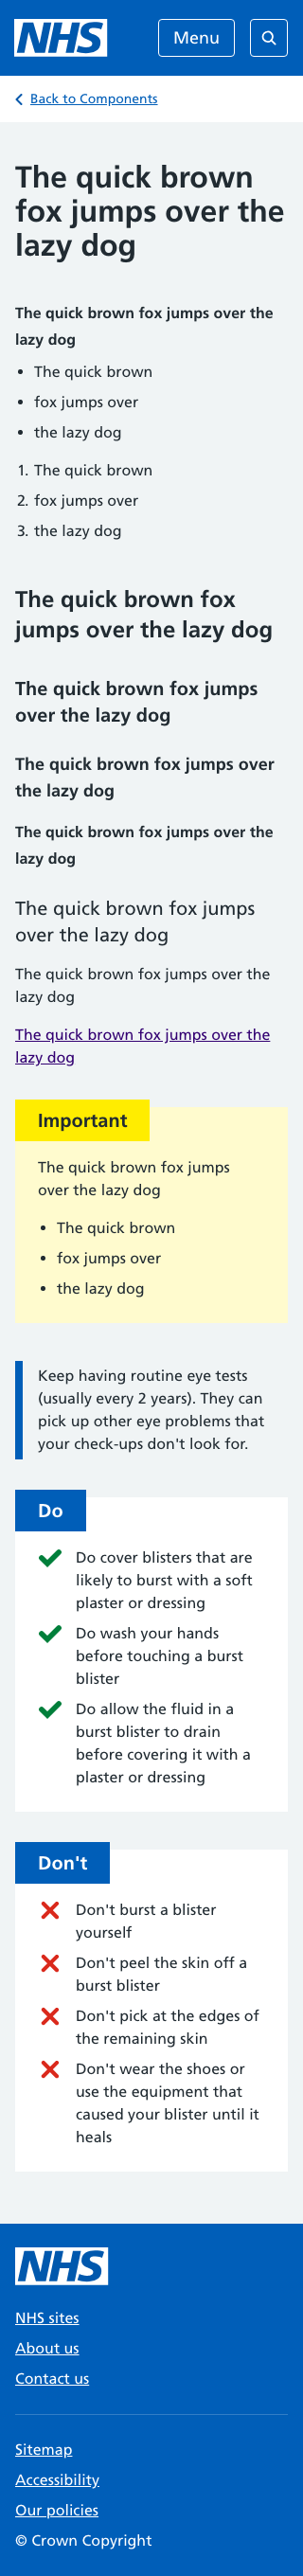 NHS
Menu
Back to Components
The quick brown
fox jumps over the
lazy dog
The quick brown fox jumps over the
lazy dog
• The quick brown
• fox jumps over
• the lazy dog
1. The quick brown
2. fox jumps over
3. the lazy dog
The quick brown fox
jumps over the lazy dog
The quick brown fox jumps
over the lazy dog
The quick brown fox jumps over
the lazy dog
The quick brown fox jumps over the
lazy dog
The quick brown fox jumps
over the lazy dog
The quick brown fox jumps over the
lazy dog
The quick brown fox jumps over the
lazy dog
Important
The quick brown fox jumps
over the lazy dog
• The quick brown
• fox jumps over
• the lazy dog
Keep having routine eye tests
(usually every 2 years). They can
pick up other eye problems that
your check-ups don't look for.
Do
Do cover blisters that are
likely to burst with a soft
plaster or dressing
Do wash your hands
before touching a burst
blister
Do allow the fluid in a
burst blister to drain
before covering it with a
plaster or dressing
Don't
Don't burst a blister
yourself
Don't peel the skin off a
burst blister
Don't pick at the edges of
the remaining skin
Don't wear the shoes or
use the equipment that
caused your blister until it
heals
NHS
NHS sites
About us
Contact us
Sitemap
Accessibility
Our policies
© Crown Copyright